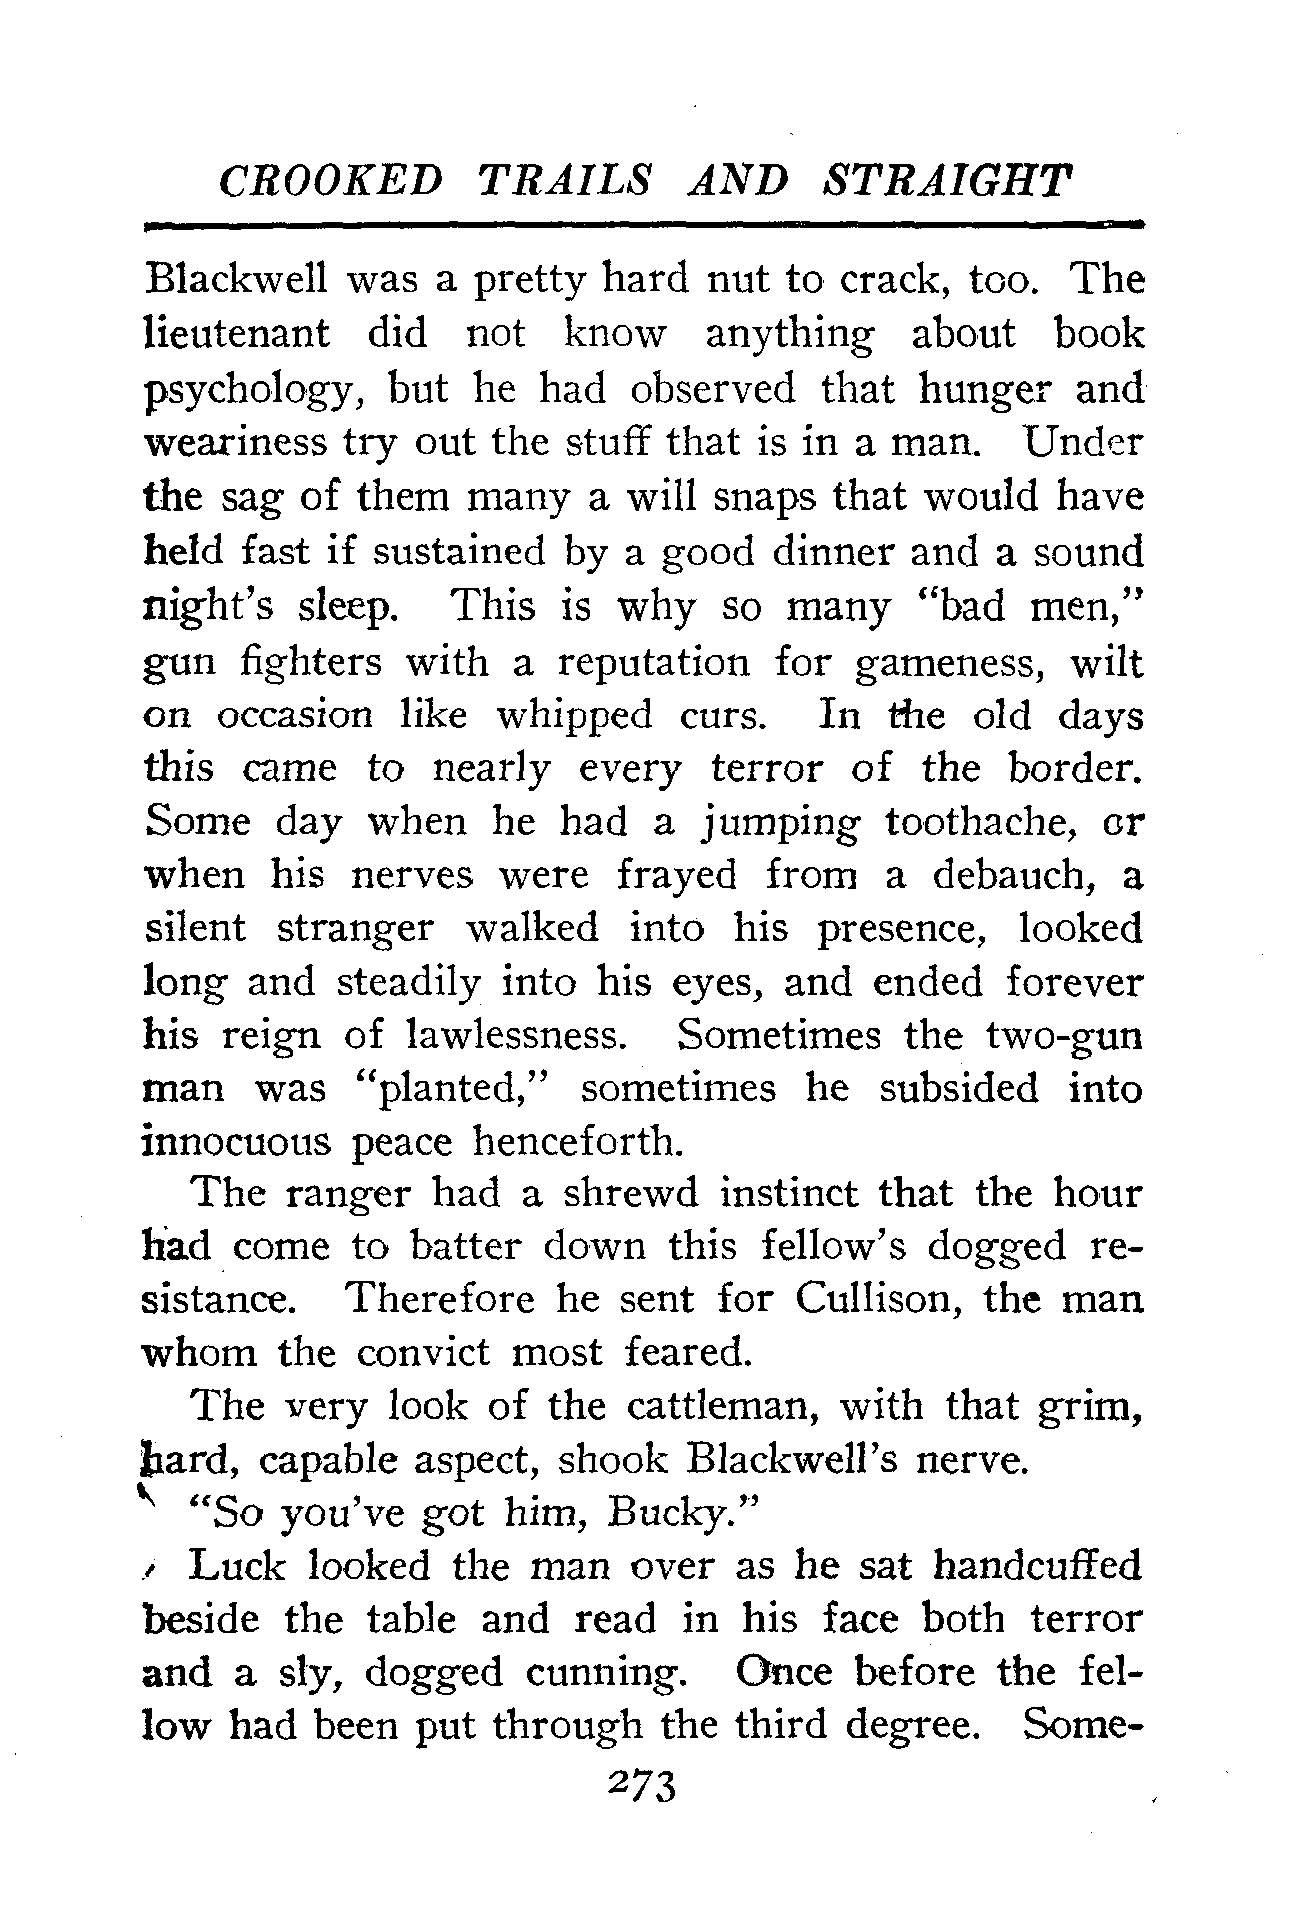 CROOKED TRAILS AND STRAIGHT
Blackwell was a pretty hard nut to crack, too. The
lieutenant did not know anything about book
psychology, but he had observed that hunger and
weariness try out the stuff that is in a man. Under
the sag of them many a will snaps that would have
held fast if sustained by a good dinner and a sound
night's sleep. This is why so many "bad men,"
gun fighters with a reputation for gameness, wilt
on occasion like whipped curs. In the old days
this came to nearly every terror of the border.
Some day when he had a jumping toothache, or
when his nerves were frayed from a debauch, a
silent stranger walked into his presence, looked
long and steadily into his eyes, and ended forever
his reign of lawlessness. Sometimes the two-gun
man was "planted," sometimes he subsided into
innocuous peace henceforth.
The ranger had a shrewd instinct that the hour
had come to batter down this fellow's dogged re-
sistance. Therefore he sent for Cullison, the man
whom the convict most feared.
The very look of the cattleman, with that grim,
hard, capable aspect, shook Blackwell's nerve.
"So you've got him, Bucky."
Luck looked the man over as he sat handcuffed
beside the table and read in his face both terror
and a sly, dogged cunning. Once before the fel-
low had been put through the third degree. Some-
273